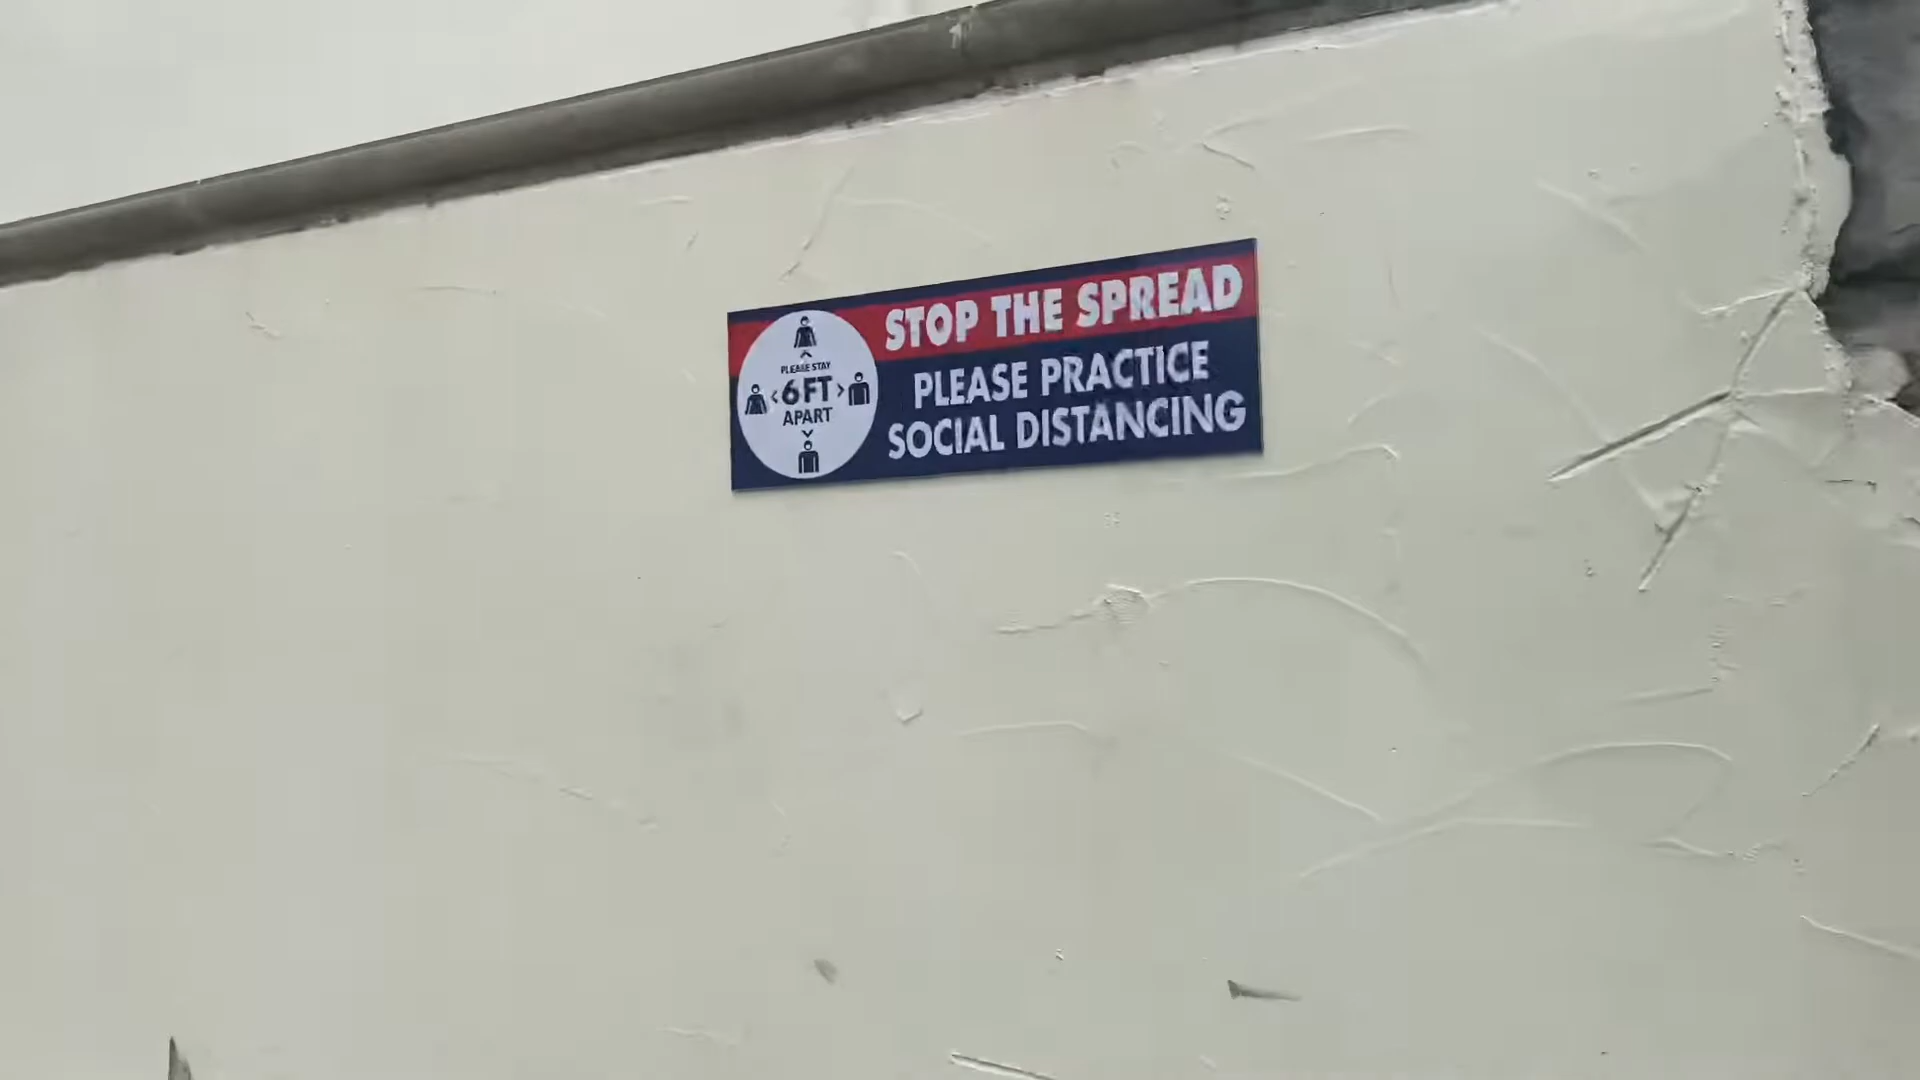 STOP THE SPREAD
PLEASE PRACTICE
SOCIAL DISTANCING
PLEASE STAY
6FT
APART